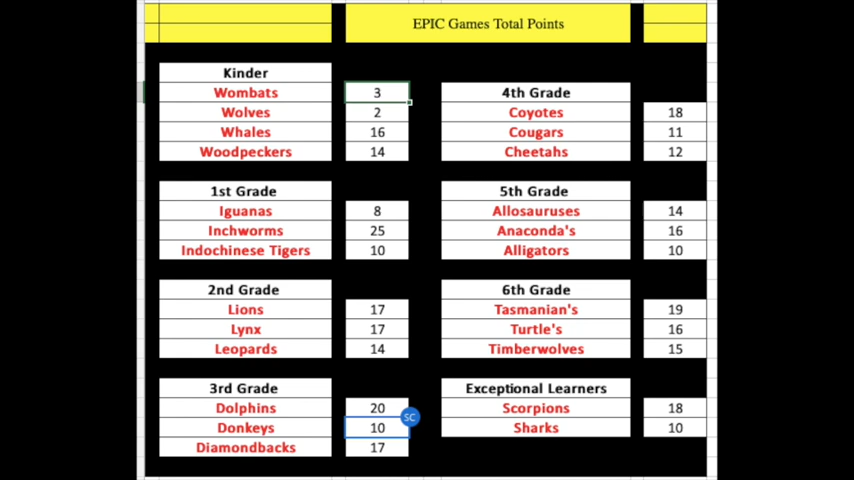 EPIC Games Total Points
Kinder
Wombats 3
Wolves 2
Whales 16
Woodpeckers 14
1st Grade
Iguanas 8
Inchworms 25
Indochinese Tigers 10
2nd Grade
Lions 17
Lynx 17
Leopards 14
3rd Grade
Dolphins 20
SC
Donkeys 10
Diamondbacks 17
4th Grade
Coyotes 18
Cougars 11
Cheetahs 12
5th Grade
Allosauruses 14
Anaconda's 16
Alligators 10
6th Grade
Tasmanian's 19
Turtle's 16
Timberwolves 15
Exceptional Learners
Scorpions 18
Sharks 10